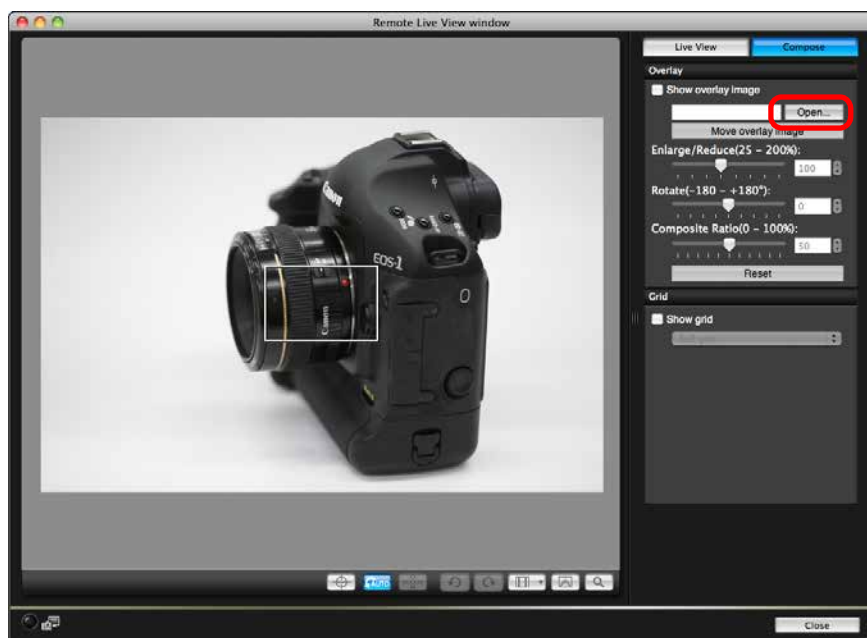 Remote Live View window
Live View
Compose
Overlay
Show overlay image
Open...
Move overlay image
Enlarge/Reduce(25 – 200%):
100
Rotate(-180 – +180°):
0
Composite Ratio(0 – 100%):
50
Reset
Grid
Show grid
Canon
EOS-1
Canon
Close